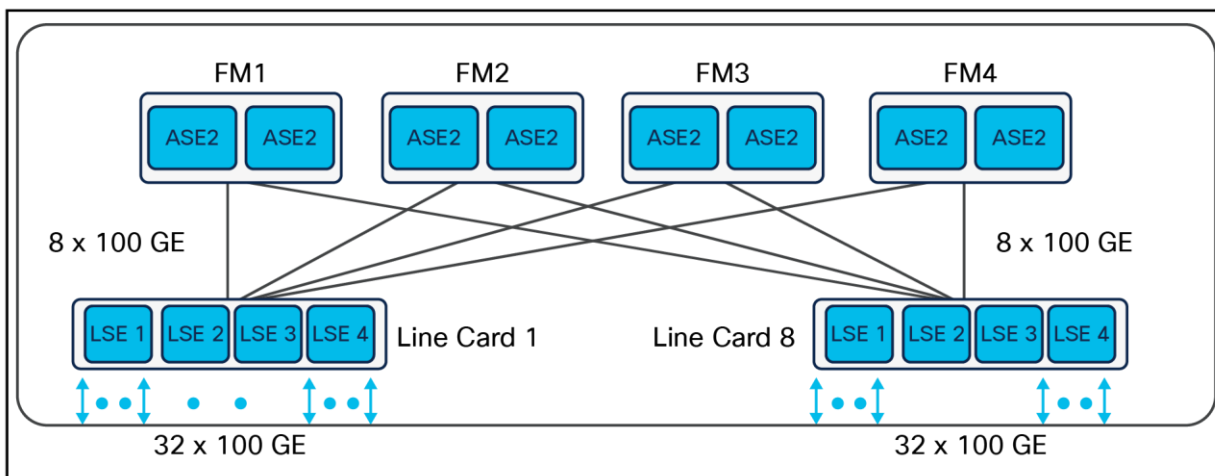 FM1 FM2 FM3 FM4
ASE2 ASE2 ASE2 ASE2 ASE2 ASE2 ASE2 ASE2
8 x 100 GE 8 x 100 GE
LSE 1 LSE 2 LSE 3 LSE 4 Line Card 1 Line Card 8 LSE 1 LSE 2 LSE 3 LSE 4
32 x 100 GE 32 x 100 GE